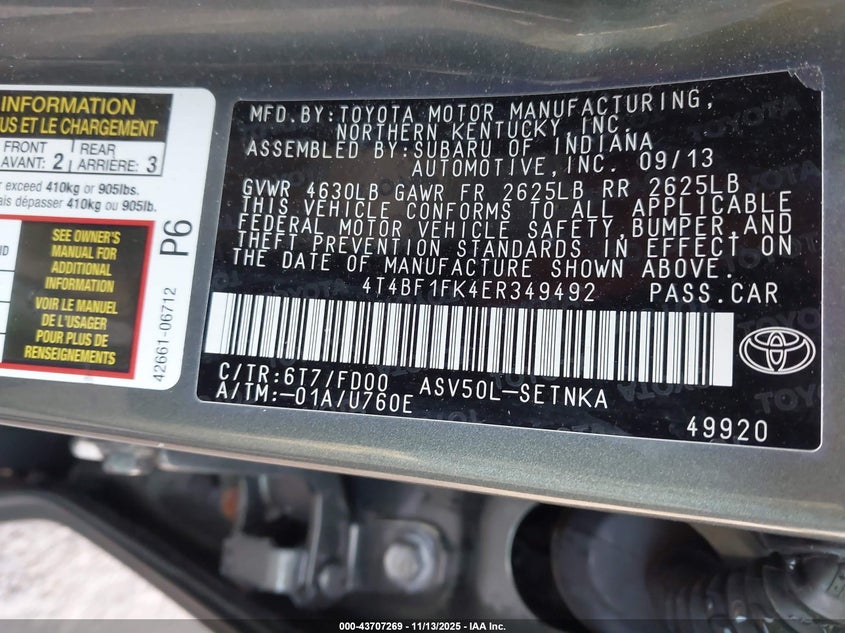 INFORMATION
US ET LE CHARGEMENT
FRONT
AVANT: 2
REAR
ARRIÈRE: 3
exceed 410kg or 905lbs.
is dépasser 410kg ou 905lb.
SEE OWNER'S
MANUAL FOR
ADDITIONAL
INFORMATION
VOIR LE MANUEL
DE L'USAGER
POUR PLUS DE
RENSEIGNEMENTS
P6
42661-06712
MFD.BY:TOYOTA MOTOR MANUFACTURING,
NORTHERN KENTUCKY,INC.
ASSEMBLED BY:SUBARU OF INDIANA
AUTOMOTIVE,INC. 09/13
GVWR 4630LB GAWR FR 2625LB RR 2625LB
THIS VEHICLE CONFORMS TO ALL APPLICABLE
FEDERAL MOTOR VEHICLE SAFETY,BUMPER,AND
THEFT PREVENTION STANDARDS IN EFFECT ON
THE DATE OF MANUFACTURE SHOWN ABOVE.
4T4BF1FK4ER349492 PASS.CAR
C/TR:6T7/FD00 ASV50L-SETNKA
A/TM:-01A/U760E
49920
TOYOTA
000-43707269 - 11/13/2025 - IAA Inc.